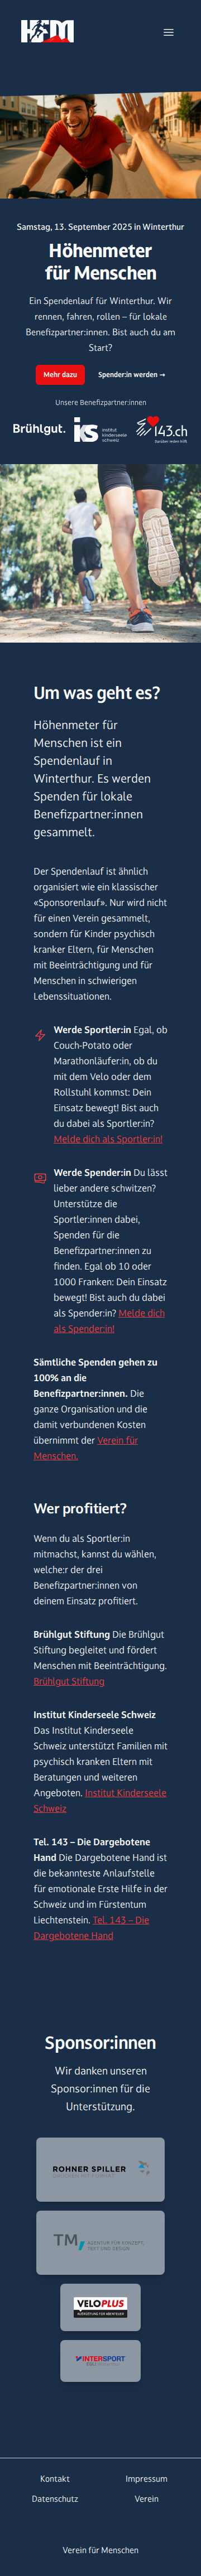 HFM
Samstag, 13. September 2025 in Winterthur
Höhenmeter
für Menschen
Ein Spendenlauf für Winterthur. Wir
rennen, fahren, rollen – für lokale
Benefizpartner:innen. Bist auch du am
Start?
Mehr dazu
Spender:in werden →
Unsere Benefizpartner:innen
Brühlgut.
iks institut
kinderseele
schweiz
143.ch
Darüber reden hilft
Um was geht es?
Höhenmeter für
Menschen ist ein
Spendenlauf in
Winterthur. Es werden
Spenden für lokale
Benefizpartner:innen
gesammelt.
Der Spendenlauf ist ähnlich
organisiert wie ein klassischer
«Sponsorenlauf». Nur wird nicht
für einen Verein gesammelt,
sondern für Kinder psychisch
kranker Eltern, für Menschen
mit Beeinträchtigung und für
Menschen in schwierigen
Lebenssituationen.
Werde Sportler:in Egal, ob
Couch-Potato oder
Marathonläufer:in, ob du
mit dem Velo oder dem
Rollstuhl kommst: Dein
Einsatz bewegt! Bist auch
du dabei als Sportler:in?
Melde dich als Sportler:in!
Werde Spender:in Du lässt
lieber andere schwitzen?
Unterstütze die
Sportler:innen dabei,
Spenden für die
Benefizpartner:innen zu
finden. Egal ob 10 oder
1000 Franken: Dein Einsatz
bewegt! Bist auch du dabei
als Spender:in? Melde dich
als Spender:in!
Sämtliche Spenden gehen zu
100% an die
Benefizpartner:innen. Die
ganze Organisation und die
damit verbundenen Kosten
übernimmt der Verein für
Menschen.
Wer profitiert?
Wenn du als Sportler:in
mitmachst, kannst du wählen,
welche:r der drei
Benefizpartner:innen von
deinem Einsatz profitiert.
Brühlgut Stiftung Die Brühlgut
Stiftung begleitet und fördert
Menschen mit Beeinträchtigung.
Brühlgut Stiftung
Institut Kinderseele Schweiz
Das Institut Kinderseele
Schweiz unterstützt Familien mit
psychisch kranken Eltern mit
Beratungen und weiteren
Angeboten. Institut Kinderseele
Schweiz
Tel. 143 – Die Dargebotene
Hand Die Dargebotene Hand ist
die bekannteste Anlaufstelle
für emotionale Erste Hilfe in der
Schweiz und im Fürstentum
Liechtenstein. Tel. 143 – Die
Dargebotene Hand
Sponsor:innen
Wir danken unseren
Sponsor:innen für die
Unterstützung.
ROHNER SPILLER
TM/ AGENTUR FÜR KONZEPT,
TEXT UND DESIGN
VELOPLUS
AUSRÜSTUNG FÜR ABENTEUER
INTERSPORT
Kontakt
Impressum
Datenschutz
Verein
Verein für Menschen